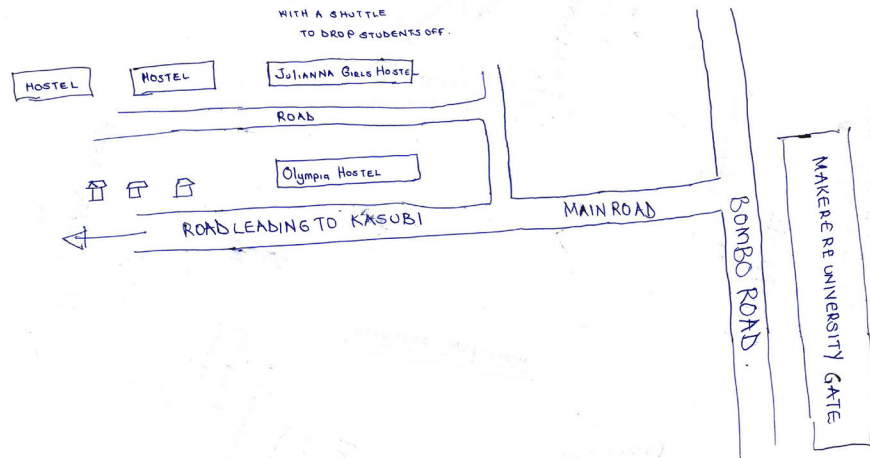 WITH A SHUTTLE
TO DROP STUDENTS OFF.
HOSTEL
HOSTEL
JULIANNA GIRLS HOSTEL
ROAD
Olympia HOSTEL
ROAD LEADING TO KASUBI
MAIN ROAD
BOMBO ROAD.
MAKERERE UNIVERSITY GATE